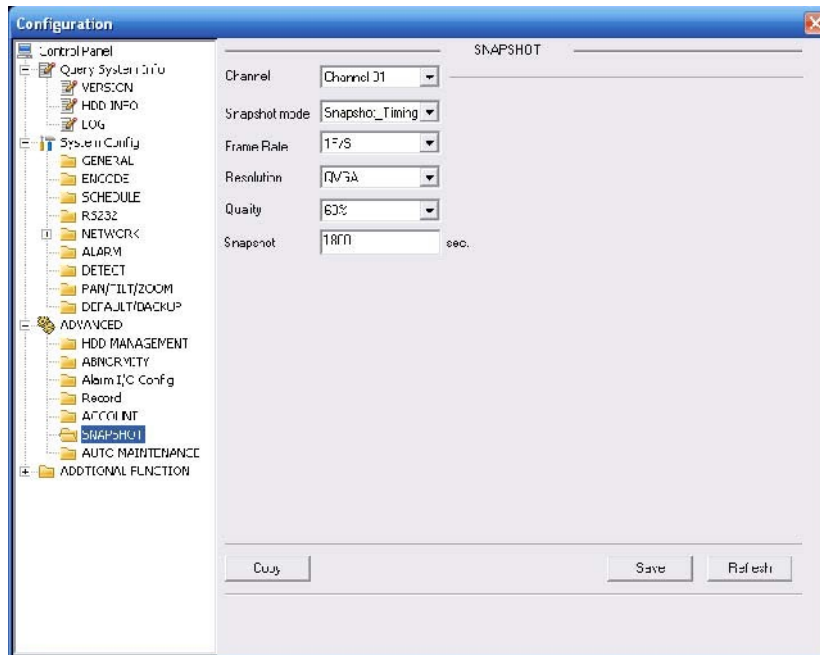 Configuration
Control Panel
Query System Info
VERSION
HDD INFO
LOG
System Config
GENERAL
ENCODE
SCHEDULE
RS232
NETWORK
ALARM
DETECT
PAN/TILT/ZOOM
DEFAULT/BACKUP
ADVANCED
HDD MANAGEMENT
ABNORMITY
Alarm I/O Config
Record
ACCOUNT
SNAPSHOT
AUTO MAINTENANCE
ADDTIONAL FUNCTION
SNAPSHOT
Channel Channel 01
Snapshot mode Snapshot_Timing
Frame Rate 1F/S
Resolution QVGA
Quality 60%
Snapshot 1800 sec.
Copy Save Refresh